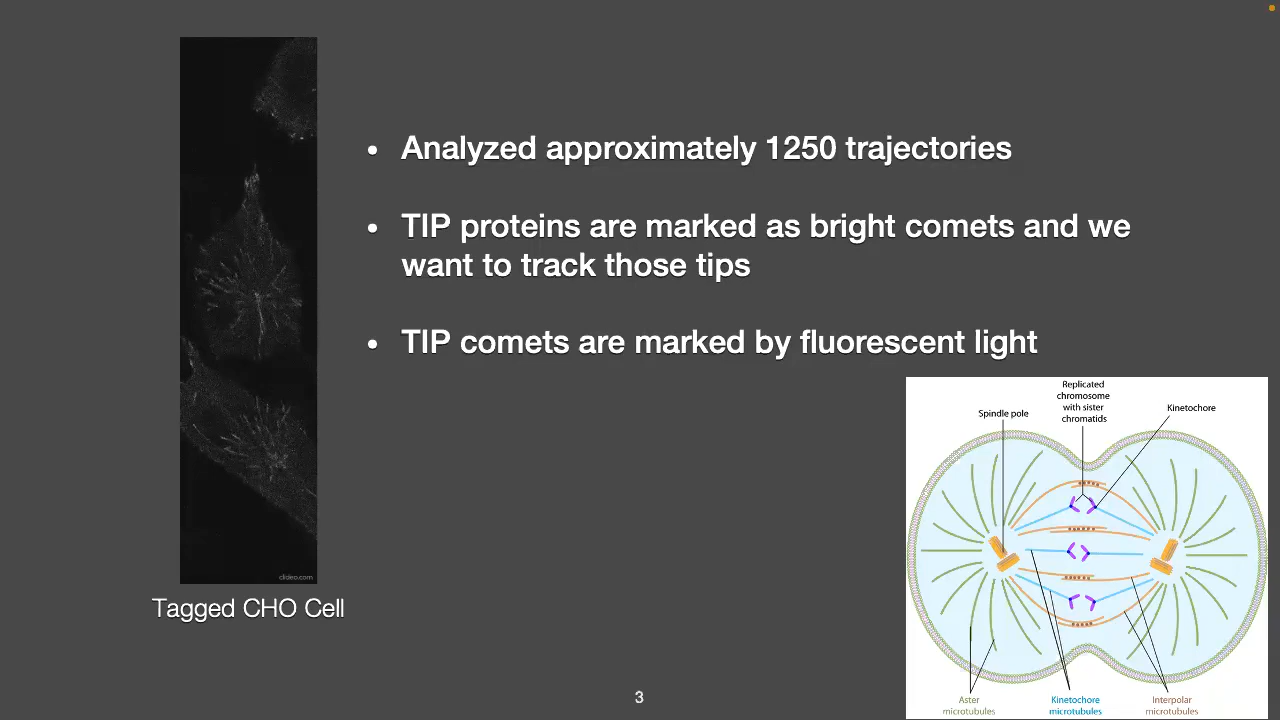 • Analyzed approximately 1250 trajectories
• TIP proteins are marked as bright comets and we
want to track those tips
• TIP comets are marked by fluorescent light
clideo.com
Tagged CHO Cell
Replicated
chromosome
with sister
chromatids
Spindle pole
Kinetochore
Aster
microtubules
Kinetochore
microtubules
Interpolar
microtubules
3